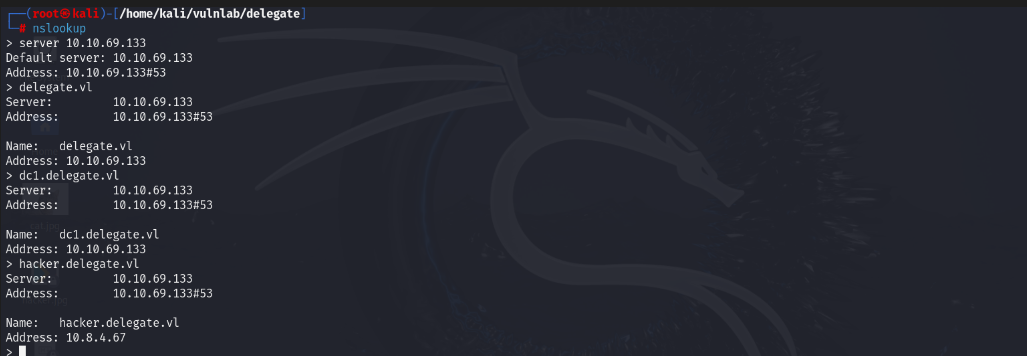 ┌──(root㉿kali)-[/home/kali/vulnlab/delegate]
└─# nslookup
> server 10.10.69.133
Default server: 10.10.69.133
Address: 10.10.69.133#53
> delegate.vl
Server:         10.10.69.133
Address:        10.10.69.133#53
Name:   delegate.vl
Address: 10.10.69.133
> dc1.delegate.vl
Server:         10.10.69.133
Address:        10.10.69.133#53
Name:   dc1.delegate.vl
Address: 10.10.69.133
> hacker.delegate.vl
Server:         10.10.69.133
Address:        10.10.69.133#53
Name:   hacker.delegate.vl
Address: 10.8.4.67
>